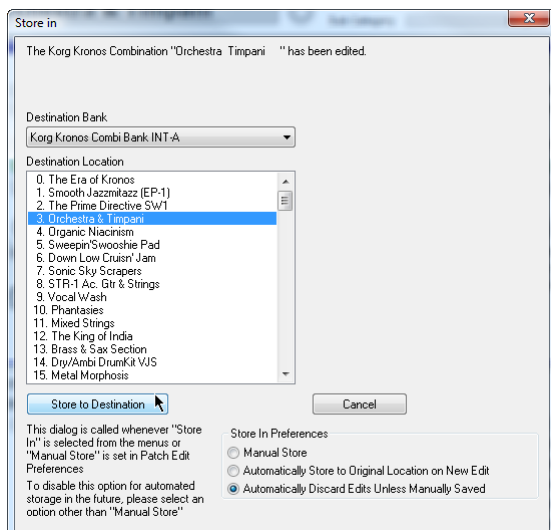 Store in
The Korg Kronos Combination "Orchestra Timpani " has been edited.
Destination Bank
Korg Kronos Combi Bank INT-A
Destination Location
0. The Era of Kronos
1. Smooth Jazzmitazz (EP-1)
2. The Prime Directive SW1
3. Orchestra & Timpani
4. Organic Niacinism
5. Sweepin'Swooshie Pad
6. Down Low Cruisn'Jam
7. Sonic Sky Scrapers
8. STR-1 Ac. Gtr & Strings
9. Vocal Wash
10. Phantasies
11. Mixed Strings
12. The King of India
13. Brass & Sax Section
14. Dry/Ambi DrumKit VJS
15. Metal Morphosis
Store to Destination
Cancel
This dialog is called whenever "Store
In" is selected from the menus or
"Manual Store" is set in Patch Edit
Preferences
To disable this option for automated
storage in the future, please select an
option other than "Manual Store"
Store In Preferences
Manual Store
Automatically Store to Original Location on New Edit
Automatically Discard Edits Unless Manually Saved